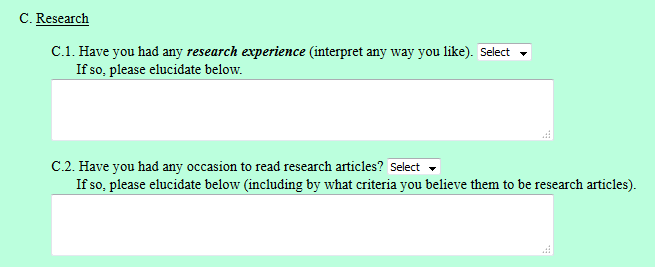 C. Research
C.1. Have you had any research experience (interpret any way you like). Select
If so, please elucidate below.
C.2. Have you had any occasion to read research articles? Select
If so, please elucidate below (including by what criteria you believe them to be research articles).